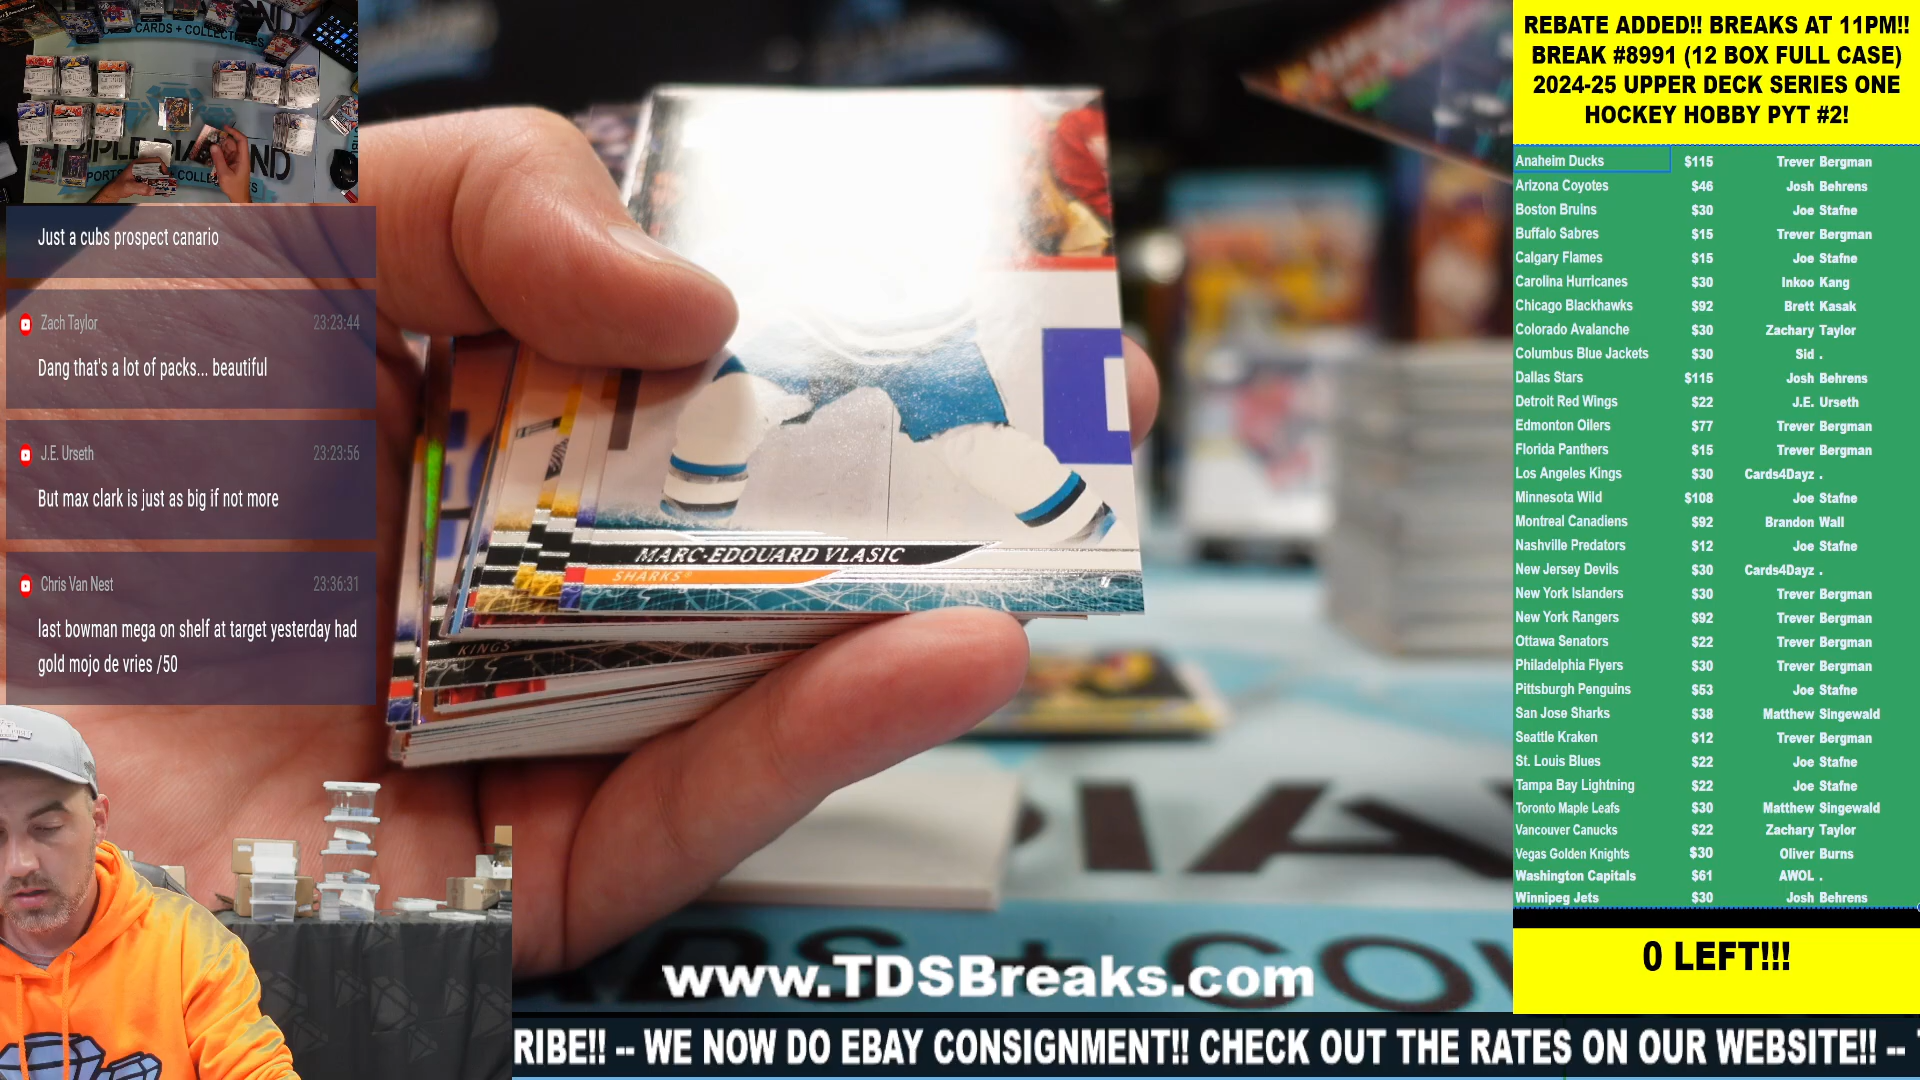 REBATE ADDED!! BREAKS AT 11PM!!
BREAK #8991 (12 BOX FULL CASE)
2024-25 UPPER DECK SERIES ONE
HOCKEY HOBBY PYT #2!
Anaheim Ducks $115 Trever Bergman
Arizona Coyotes $46 Josh Behrens
Boston Bruins $30 Joe Stafne
Buffalo Sabres $15 Trever Bergman
Calgary Flames $15 Joe Stafne
Carolina Hurricanes $30 Inkoo Kang
Chicago Blackhawks $92 Brett Kasak
Colorado Avalanche $30 Zachary Taylor
Columbus Blue Jackets $30 Sid .
Dallas Stars $115 Josh Behrens
Detroit Red Wings $22 J.E. Urseth
Edmonton Oilers $77 Trever Bergman
Florida Panthers $15 Trever Bergman
Los Angeles Kings $30 Cards4Dayz .
Minnesota Wild $108 Joe Stafne
Montreal Canadiens $92 Brandon Wall
Nashville Predators $12 Joe Stafne
New Jersey Devils $30 Cards4Dayz .
New York Islanders $30 Trever Bergman
New York Rangers $92 Trever Bergman
Ottawa Senators $22 Trever Bergman
Philadelphia Flyers $30 Trever Bergman
Pittsburgh Penguins $53 Joe Stafne
San Jose Sharks $38 Matthew Singewald
Seattle Kraken $12 Trever Bergman
St. Louis Blues $22 Joe Stafne
Tampa Bay Lightning $22 Joe Stafne
Toronto Maple Leafs $30 Matthew Singewald
Vancouver Canucks $22 Zachary Taylor
Vegas Golden Knights $30 Oliver Burns
Washington Capitals $61 AWOL .
Winnipeg Jets $30 Josh Behrens
0 LEFT!!!
CARDS + COLLECTIBLES
Just a cubs prospect canario
Zach Taylor 23:23:44
Dang that's a lot of packs... beautiful
J.E. Urseth 23:23:56
But max clark is just as big if not more
Chris Van Nest 23:36:31
last bowman mega on shelf at target yesterday had
gold mojo de vries /50
MARC-EDOUARD VLASIC
SHARKS
KINGS
www.TDSBreaks.com
RIBE!! -- WE NOW DO EBAY CONSIGNMENT!! CHECK OUT THE RATES ON OUR WEBSITE!! --